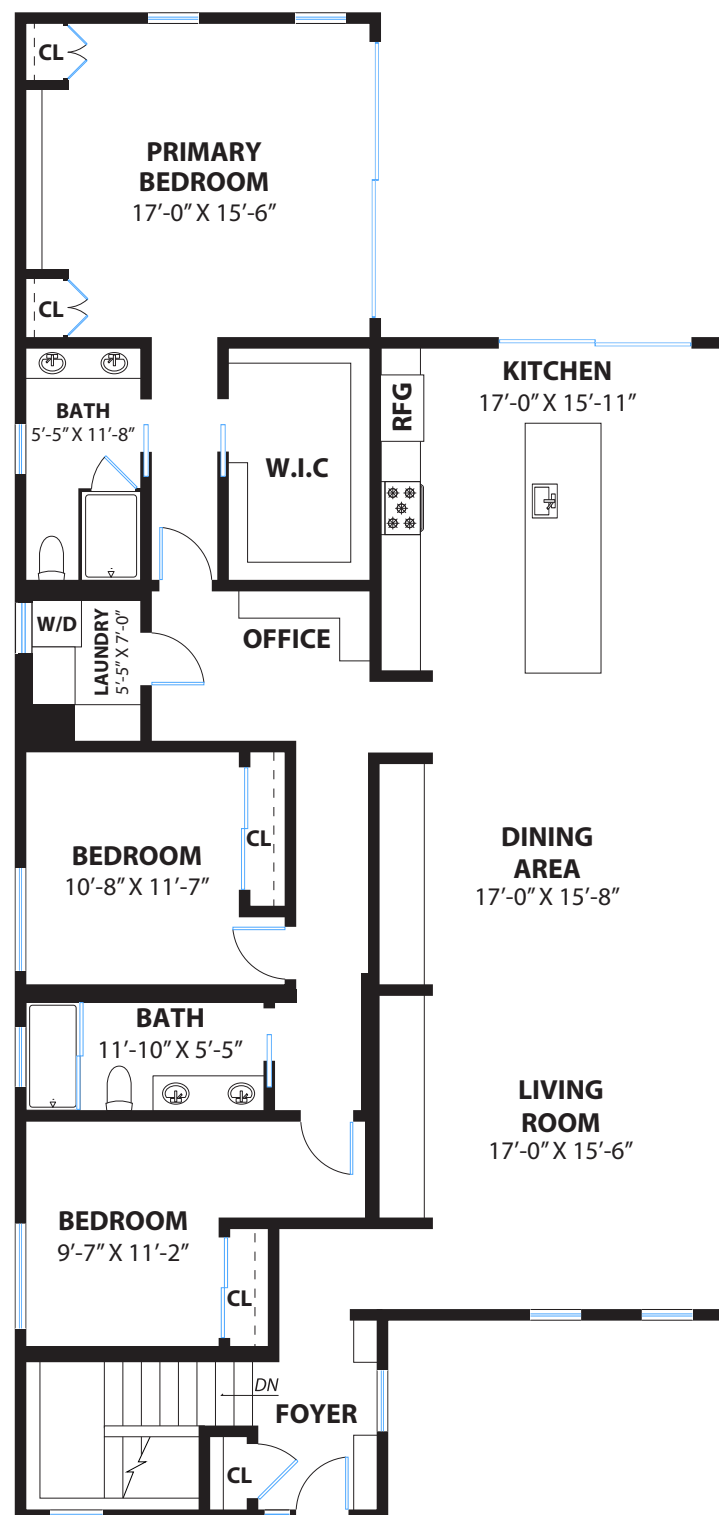 CL
PRIMARY
BEDROOM
17’-0” X 15’-6”
CL
BATH
5’-5” X 11’-8”
W.I.C
RFG
KITCHEN
17’-0” X 15’-11”
W/D
LAUNDRY
5’-5” X 7’-0”
OFFICE
BEDROOM
10’-8” X 11’-7”
CL
DINING
AREA
17’-0” X 15’-8”
BATH
11’-10” X 5’-5”
LIVING
ROOM
17’-0” X 15’-6”
BEDROOM
9’-7” X 11’-2”
CL
DN
FOYER
CL